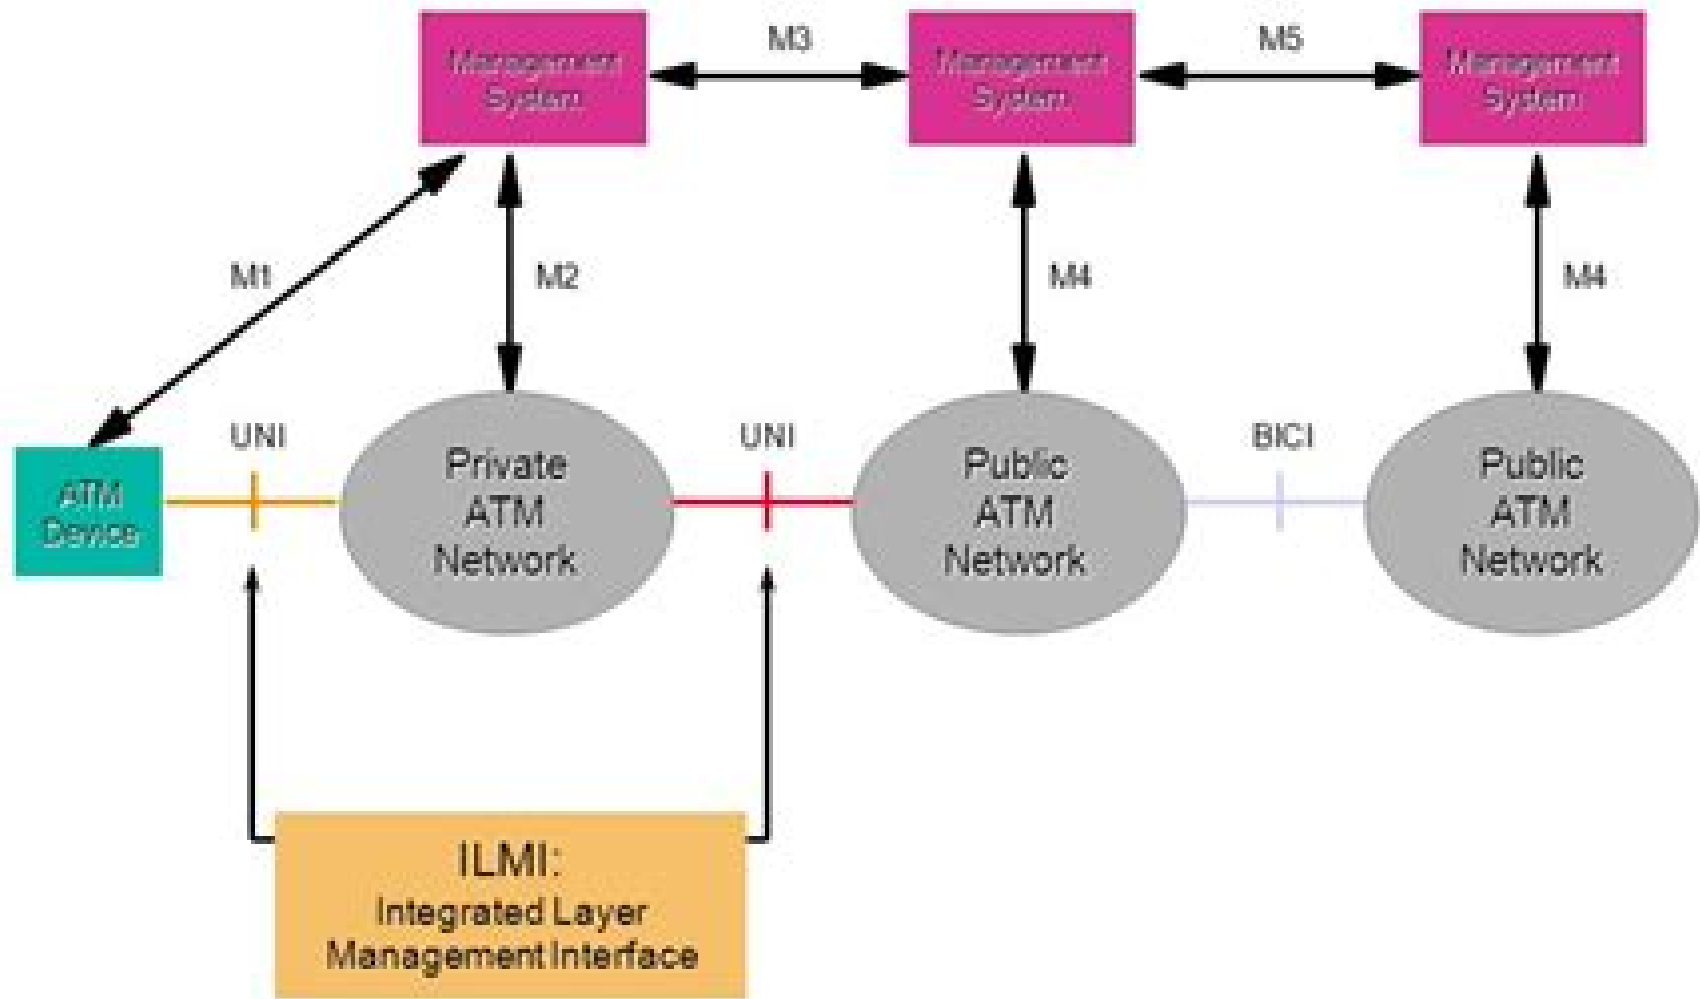 M3
M5
Management
System
Management
System
Management
System
M1
M2
M4
M4
UNI
UNI
BICI
ATM
Device
Private
ATM
Network
Public
ATM
Network
Public
ATM
Network
ILMI:
Integrated Layer
Management Interface